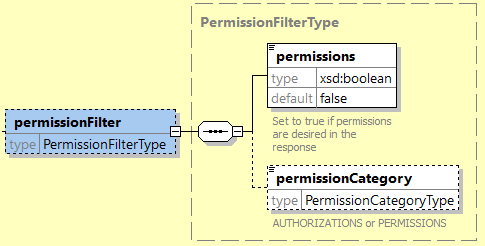 PermissionFilterType
permissions
type xsd:boolean
default false
Set to true if permissions
are desired in the
response
permissionFilter
type PermissionFilterType
permissionCategory
type PermissionCategoryType
AUTHORIZATIONS or PERMISSIONS